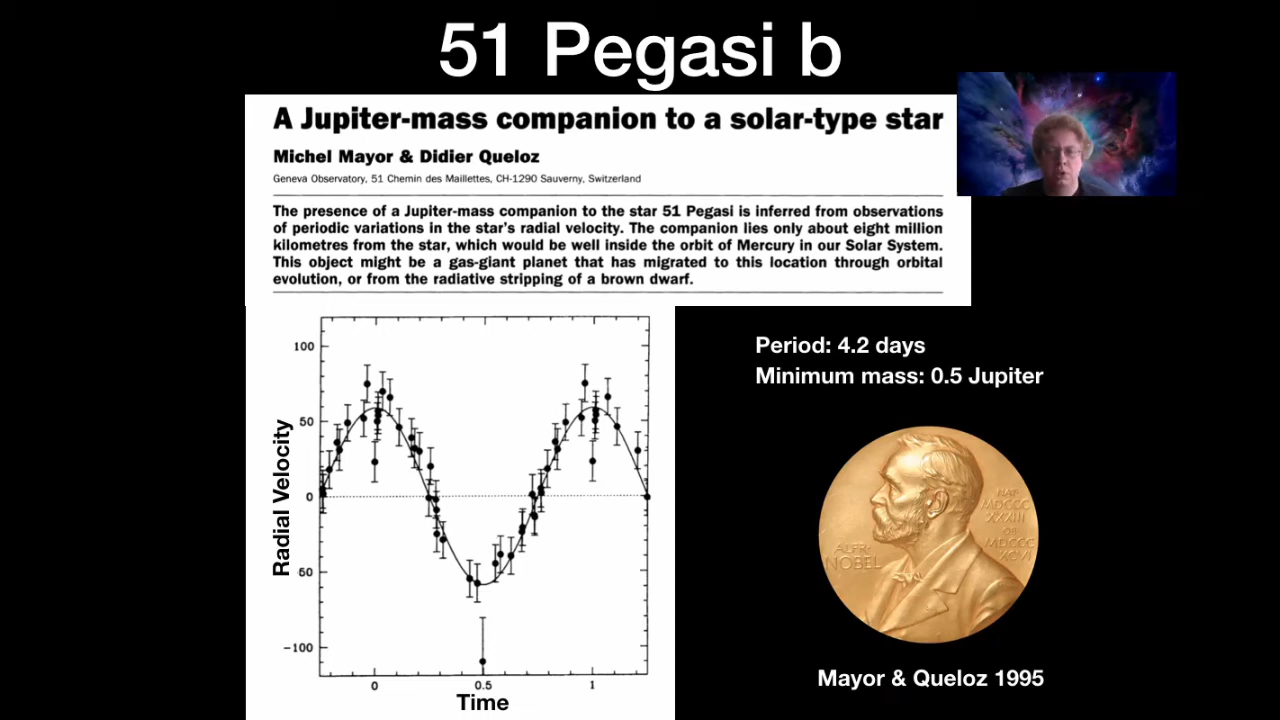 51 Pegasi b
A Jupiter-mass companion to a solar-type star
Michel Mayor & Didier Queloz
Geneva Observatory, 51 Chemin des Maillettes, CH-1290 Sauverny, Switzerland
The presence of a Jupiter-mass companion to the star 51 Pegasi is inferred from observations
of periodic variations in the star's radial velocity. The companion lies only about eight million
kilometres from the star, which would be well inside the orbit of Mercury in our Solar System.
This object might be a gas-giant planet that has migrated to this location through orbital
evolution, or from the radiative stripping of a brown dwarf.
100
50
0
50
-100
Radial Velocity
0
0.5
1
Time
Period: 4.2 days
Minimum mass: 0.5 Jupiter
ALFR·
NOBEL
NAT·
MDCCC
XXXIII
OB·
MDCCC
XCVI
Mayor & Queloz 1995